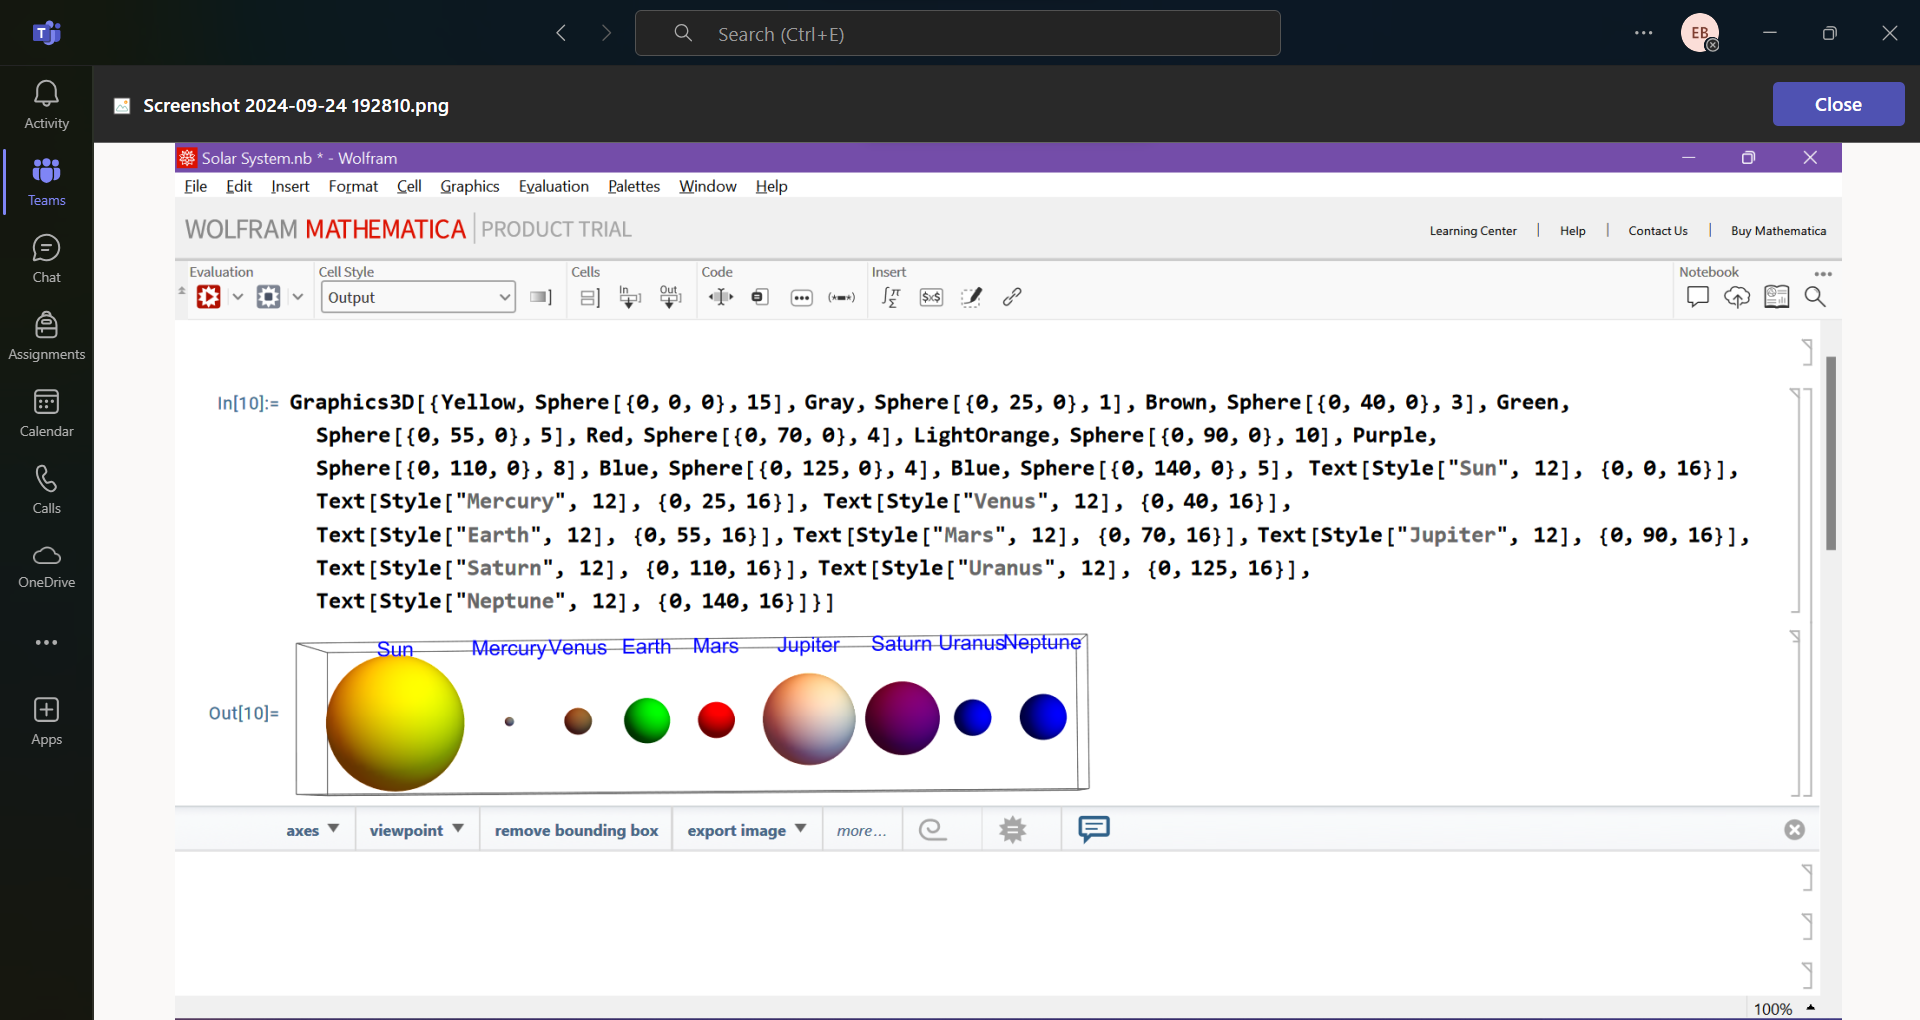 Search (Ctrl+E)
EB
Activity
Teams
Chat
Assignments
Calendar
Calls
OneDrive
Apps
Screenshot 2024-09-24 192810.png
Close
Solar System.nb * - Wolfram
File Edit Insert Format Cell Graphics Evaluation Palettes Window Help
WOLFRAM MATHEMATICA PRODUCT TRIAL
Learning Center | Help | Contact Us | Buy Mathematica
Evaluation Cell Style Cells Code Insert Notebook
Output In Out
In[10]:= Graphics3D[{Yellow, Sphere[{0, 0, 0}, 15], Gray, Sphere[{0, 25, 0}, 1], Brown, Sphere[{0, 40, 0}, 3], Green,
Sphere[{0, 55, 0}, 5], Red, Sphere[{0, 70, 0}, 4], LightOrange, Sphere[{0, 90, 0}, 10], Purple,
Sphere[{0, 110, 0}, 8], Blue, Sphere[{0, 125, 0}, 4], Blue, Sphere[{0, 140, 0}, 5], Text[Style["Sun", 12], {0, 0, 16}],
Text[Style["Mercury", 12], {0, 25, 16}], Text[Style["Venus", 12], {0, 40, 16}],
Text[Style["Earth", 12], {0, 55, 16}], Text[Style["Mars", 12], {0, 70, 16}], Text[Style["Jupiter", 12], {0, 90, 16}],
Text[Style["Saturn", 12], {0, 110, 16}], Text[Style["Uranus", 12], {0, 125, 16}],
Text[Style["Neptune", 12], {0, 140, 16}]}]
Sun Mercury Venus Earth Mars Jupiter Saturn Uranus Neptune
Out[10]=
axes viewpoint remove bounding box export image more...
100%